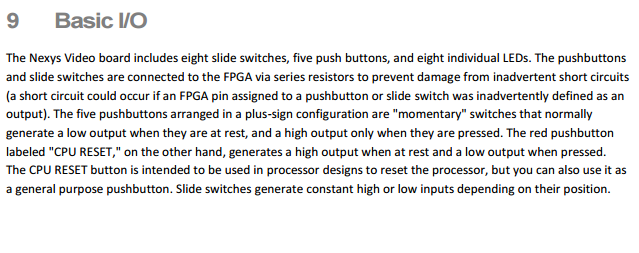 9 Basic I/O
The Nexys Video board includes eight slide switches, five push buttons, and eight individual LEDs. The pushbuttons
and slide switches are connected to the FPGA via series resistors to prevent damage from inadvertent short circuits
(a short circuit could occur if an FPGA pin assigned to a pushbutton or slide switch was inadvertently defined as an
output). The five pushbuttons arranged in a plus-sign configuration are "momentary" switches that normally
generate a low output when they are at rest, and a high output only when they are pressed. The red pushbutton
labeled "CPU RESET," on the other hand, generates a high output when at rest and a low output when pressed.
The CPU RESET button is intended to be used in processor designs to reset the processor, but you can also use it as
a general purpose pushbutton. Slide switches generate constant high or low inputs depending on their position.